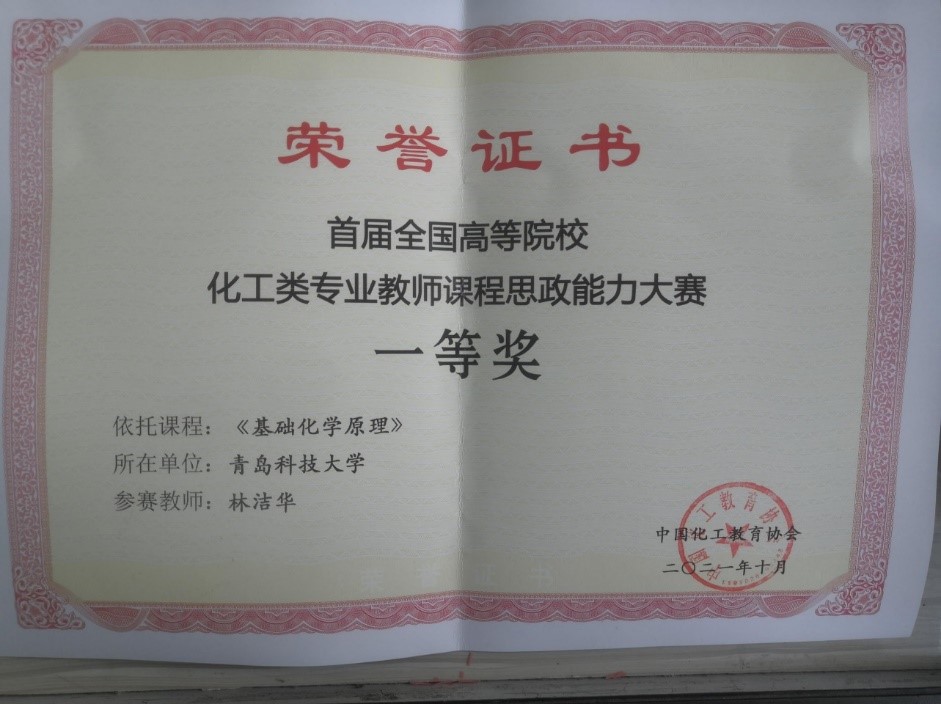 荣誉证书
首届全国高等院校
化工类专业教师课程思政能力大赛
一等奖
依托课程：《基础化学原理》
所在单位：青岛科技大学
参赛教师：林洁华
中国化工教育协会
二〇二一年十月